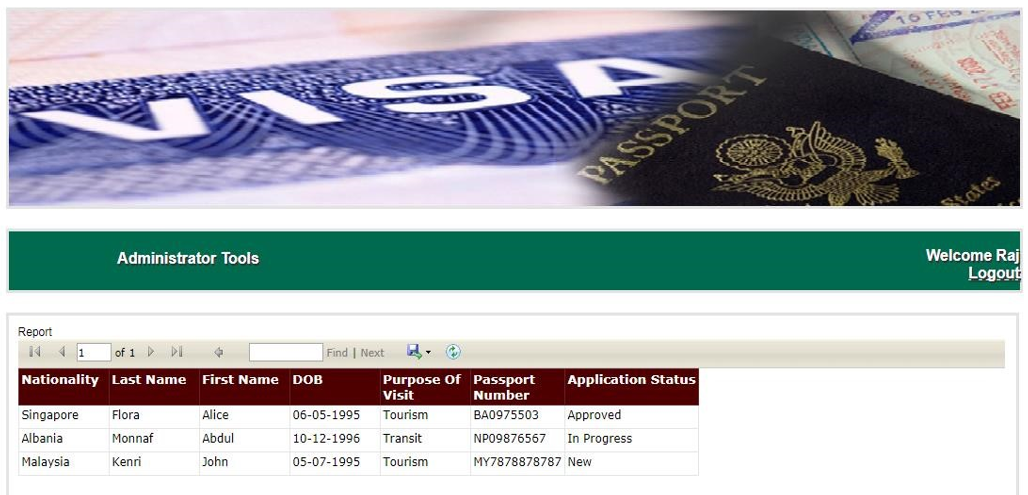 VISA
PASSPORT
States
10 FEB
FEB 17 2008
Administrator Tools
Welcome Raj
Logout
Report
1 of 1 Find | Next
Nationality Last Name First Name DOB Purpose Of Visit Passport Number Application Status
Singapore Flora Alice 06-05-1995 Tourism BA0975503 Approved
Albania Monnaf Abdul 10-12-1996 Transit NP09876567 In Progress
Malaysia Kenri John 05-07-1995 Tourism MY7878878787 New